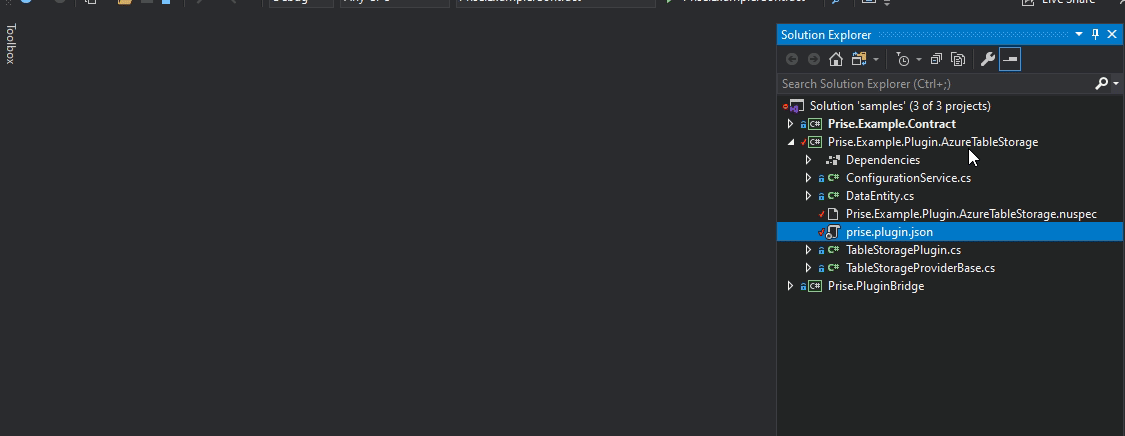 Live Share
Toolbox
Solution Explorer
Search Solution Explorer (Ctrl+;)
Solution 'samples' (3 of 3 projects)
C# Prise.Example.Contract
C# Prise.Example.Plugin.AzureTableStorage
Dependencies
C# ConfigurationService.cs
C# DataEntity.cs
Prise.Example.Plugin.AzureTableStorage.nuspec
prise.plugin.json
C# TableStoragePlugin.cs
C# TableStorageProviderBase.cs
C# Prise.PluginBridge